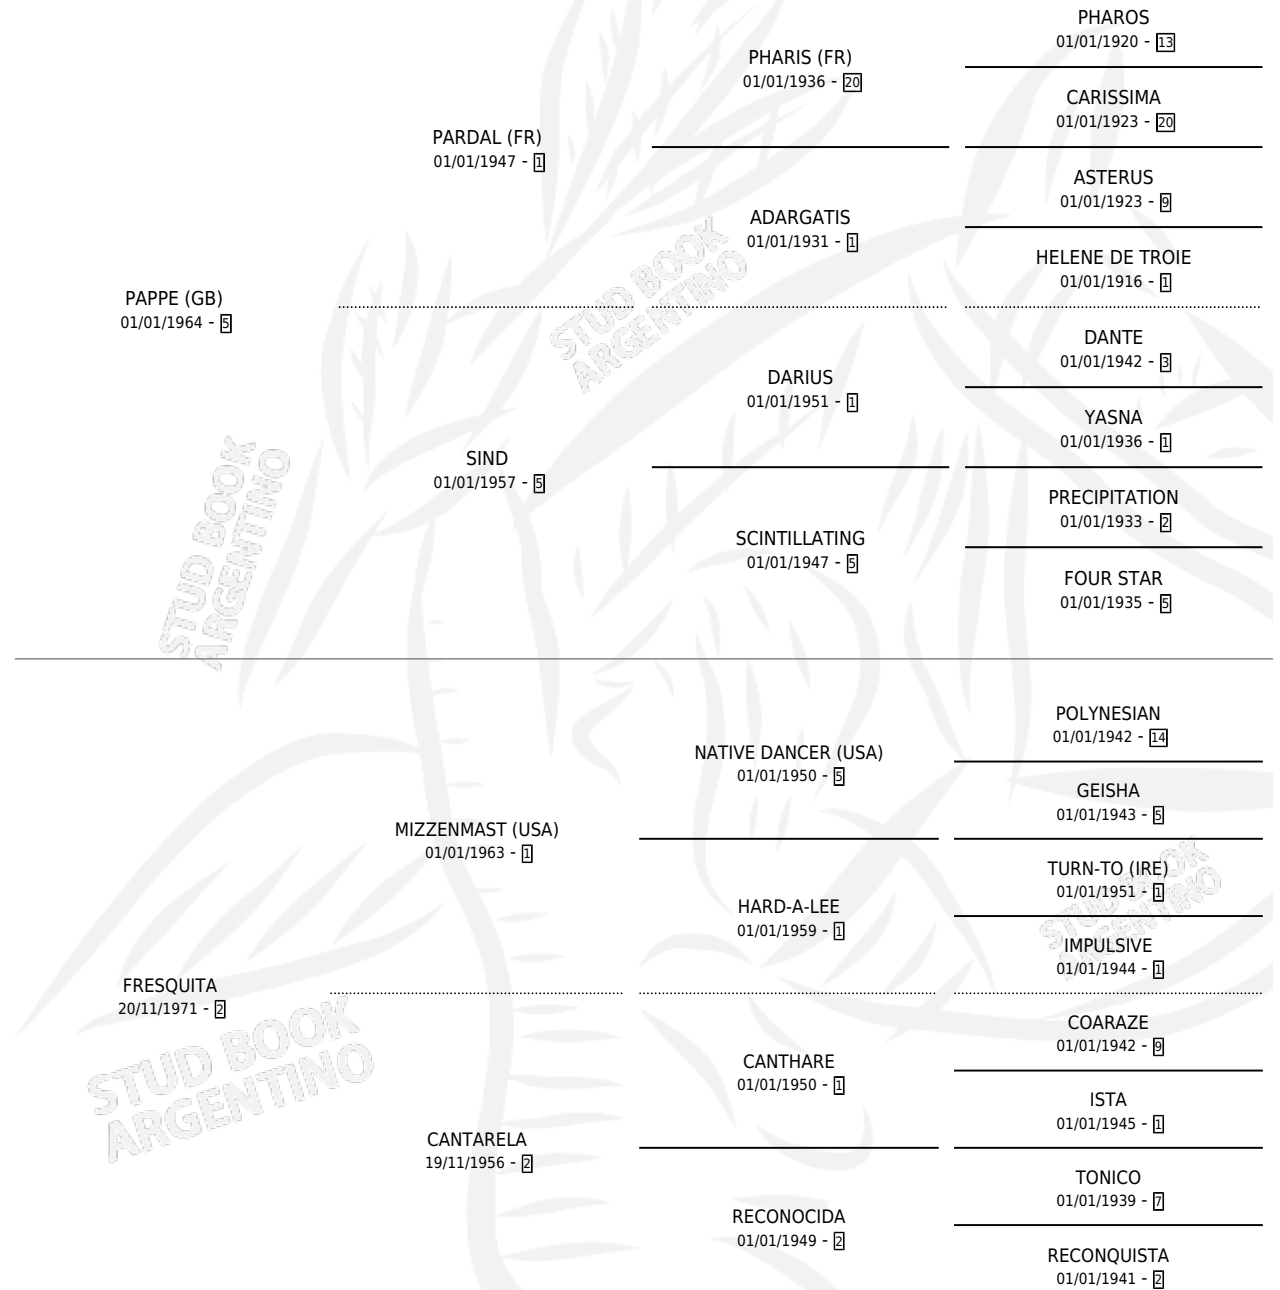 PHAROS
01/01/1920 - 13
PHARIS (FR)
01/01/1936 - 20
CARISSIMA
01/01/1923 - 20
PARDAL (FR)
01/01/1947 - 1
ASTERUS
01/01/1923 - 9
ADARGATIS
01/01/1931 - 1
HELENE DE TROIE
01/01/1916 - 1
PAPPE (GB)
01/01/1964 - 5
STUD BOOK
ARGENTINO
DANTE
01/01/1942 - 3
DARIUS
01/01/1951 - 1
YASNA
01/01/1936 - 1
SIND
01/01/1957 - 5
PRECIPITATION
01/01/1933 - 2
SCINTILLATING
01/01/1947 - 5
FOUR STAR
01/01/1935 - 5
STUD BOOK
ARGENTINO
POLYNESIAN
01/01/1942 - 14
NATIVE DANCER (USA)
01/01/1950 - 5
GEISHA
01/01/1943 - 5
MIZZENMAST (USA)
01/01/1963 - 1
TURN-TO (IRE)
01/01/1951 - 1
HARD-A-LEE
01/01/1959 - 1
IMPULSIVE
01/01/1944 - 1
STUD BOOK
ARGENTINO
FRESQUITA
20/11/1971 - 2
COARAZE
01/01/1942 - 9
CANTHARE
01/01/1950 - 1
ISTA
01/01/1945 - 1
STUD BOOK
ARGENTINO
CANTARELA
19/11/1956 - 2
TONICO
01/01/1939 - 7
RECONOCIDA
01/01/1949 - 2
RECONQUISTA
01/01/1941 - 2